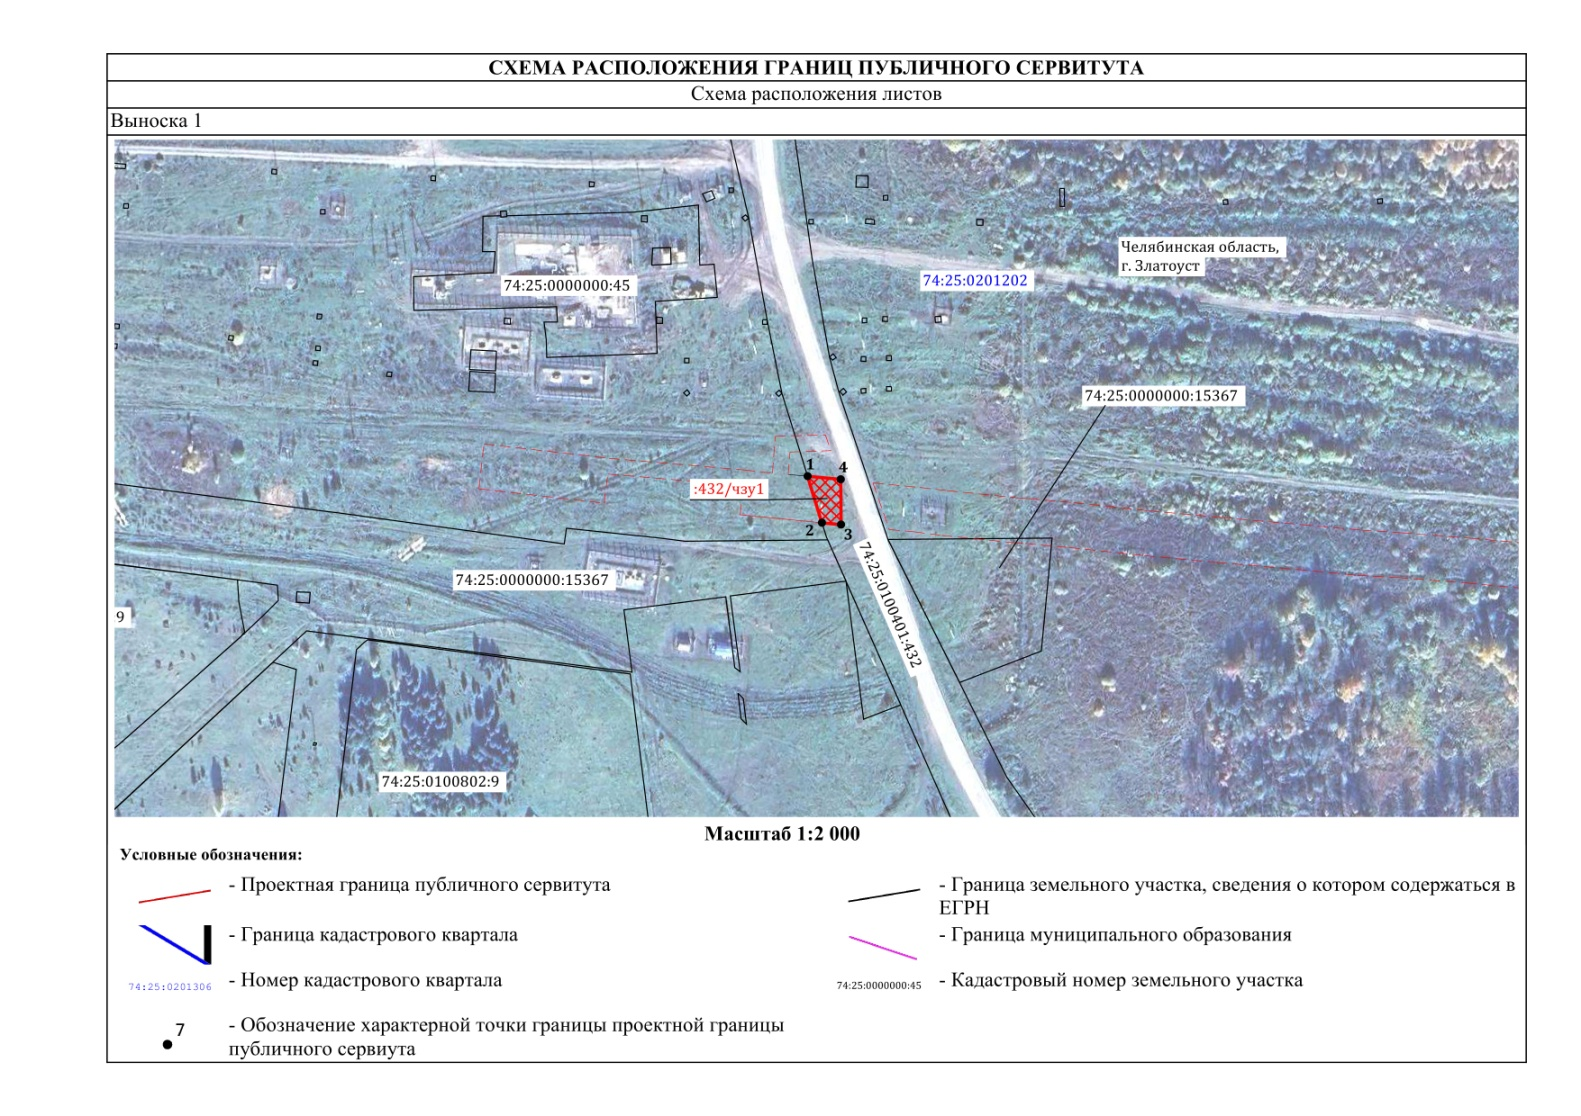 СХЕМА РАСПОЛОЖЕНИЯ ГРАНИЦ ПУБЛИЧНОГО СЕРВИТУТА
Схема расположения листов
Выноска 1
Челябинская область,
г. Златоуст
74:25:0201202
74:25:0000000:45
74:25:0000000:15367
1
4
:432/чзу1
2
3
74:25:0100401:432
74:25:0000000:15367
9
74:25:0100802:9
Масштаб 1:2 000
Условные обозначения:
- Проектная граница публичного сервитута
- Граница земельного участка, сведения о котором содержаться в
ЕГРН
- Граница кадастрового квартала
- Граница муниципального образования
74:25:0201306
- Номер кадастрового квартала
74:25:0000000:45
- Кадастровый номер земельного участка
7
- Обозначение характерной точки границы проектной границы
публичного сервиута